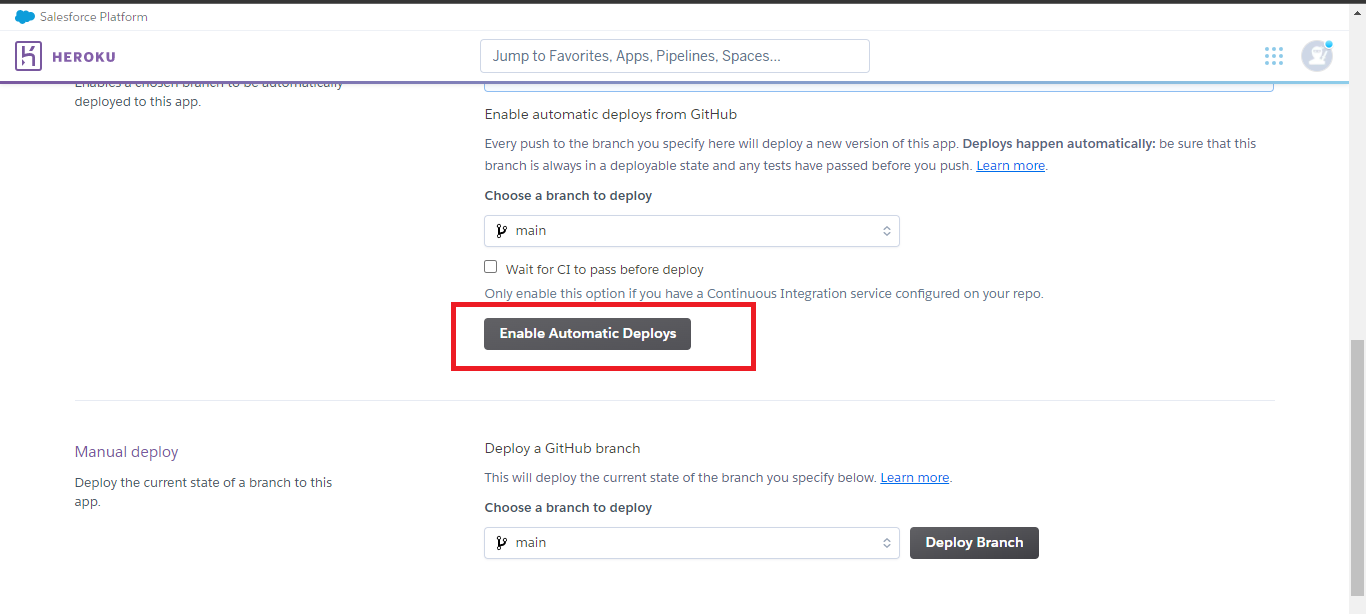 Salesforce Platform
HEROKU
Jump to Favorites, Apps, Pipelines, Spaces...
Enables a chosen branch to be automatically
deployed to this app.
Enable automatic deploys from GitHub
Every push to the branch you specify here will deploy a new version of this app. Deploys happen automatically: be sure that this
branch is always in a deployable state and any tests have passed before you push. Learn more.
Choose a branch to deploy
main
Wait for CI to pass before deploy
Only enable this option if you have a Continuous Integration service configured on your repo.
Enable Automatic Deploys
Manual deploy
Deploy the current state of a branch to this
app.
Deploy a GitHub branch
This will deploy the current state of the branch you specify below. Learn more.
Choose a branch to deploy
main
Deploy Branch